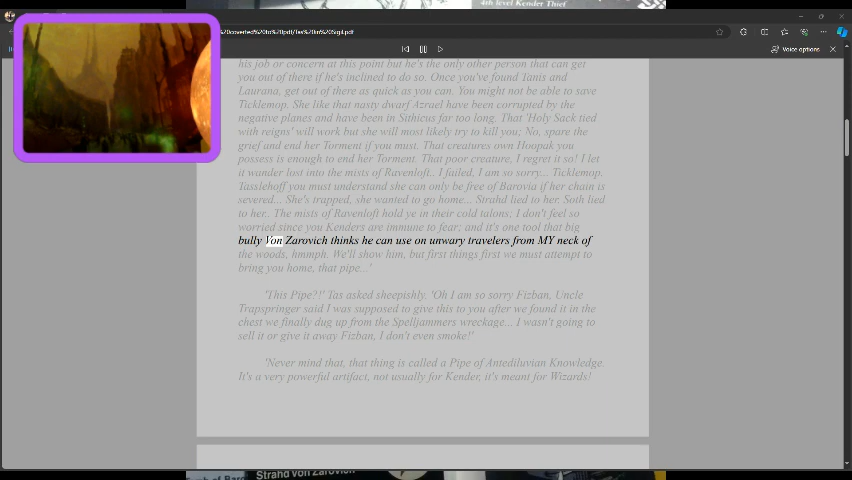 4th level Kender Thief
%20coverted%20to%20pdf/Tas%20in%20Sigil.pdf
Voice options
his job or concern at this point but he's the only other person that can get
you out of there if he's inclined to do so. Once you've found Tanis and
Laurana, get out of there as quick as you can. You might not be able to save
Ticklemop. She like that nasty dwarf Azrael have been corrupted by the
negative planes and have been in Sithicus far too long. That 'Holy Sack tied
with reigns' will work but she will most likely try to kill you; No, spare the
grief and end her Torment if you must. That creatures own Hoopak you
possess is enough to end her Torment. That poor creature, I regret it so! I let
it wander lost into the mists of Ravenloft.. I failed, I am so sorry... Ticklemop.
Tasslehoff you must understand she can only be free of Barovia if her chain is
severed... She's trapped, she wanted to go home... Strahd lied to her. Soth lied
to her.. The mists of Ravenloft hold ye in their cold talons; I don't feel so
worried since you Kenders are immune to fear; and it's one tool that big
bully Von Zarovich thinks he can use on unwary travelers from MY neck of
the woods, hmmph. We'll show him, but first things first we must attempt to
bring you home, that pipe...'
'This Pipe?!' Tas asked sheepishly. 'Oh I am so sorry Fizban, Uncle
Trapspringer said I was supposed to give this to you after we found it in the
chest we finally dug up from the Spelljammers wreckage... I wasn't going to
sell it or give it away Fizban, I don't even smoke!'
'Never mind that, that thing is called a Pipe of Antediluvian Knowledge.
It's a very powerful artifact, not usually for Kender, it's meant for Wizards!
Strahd Von Zarovich